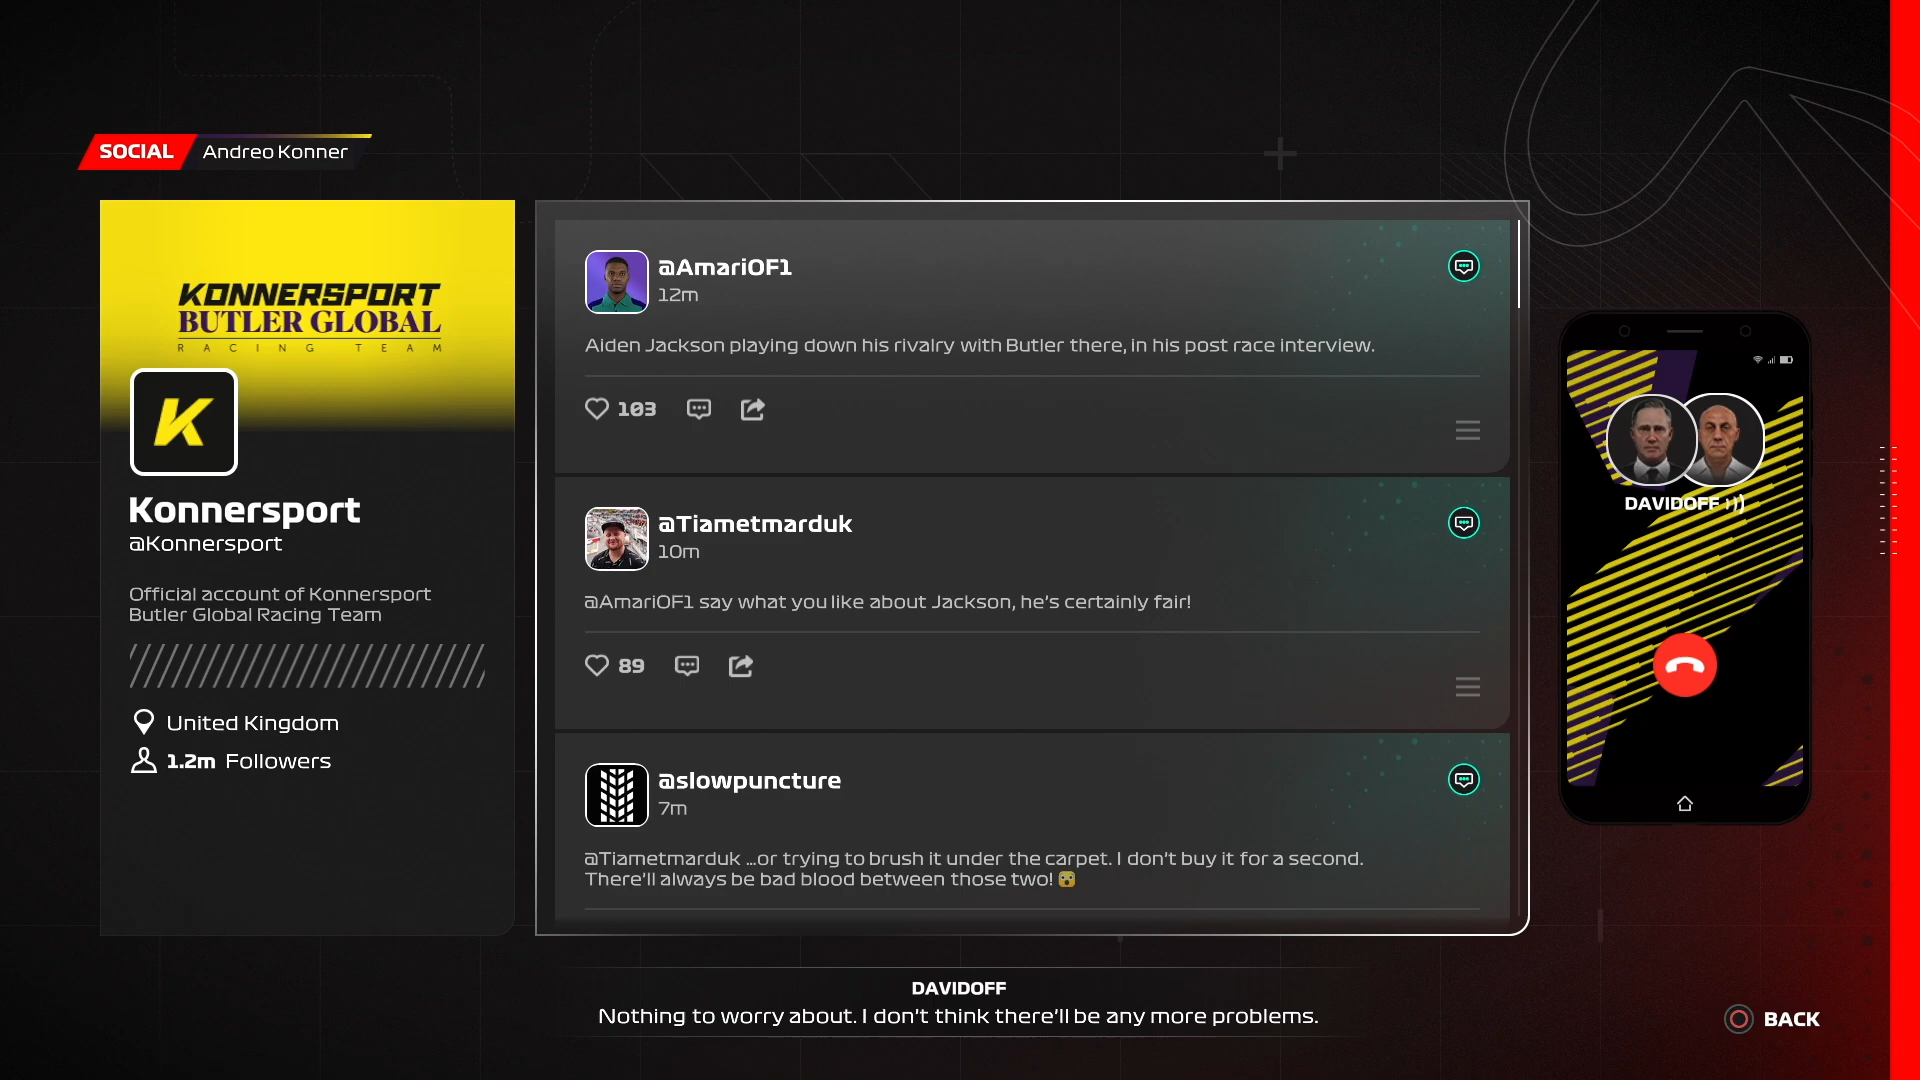 SOCIAL Andreo Konner
KONNERSPORT
BUTLER GLOBAL
RACING TEAM
K
Konnersport
@Konnersport
Official account of Konnersport
Butler Global Racing Team
United Kingdom
1.2m Followers
@AmariOF1
12m
Aiden Jackson playing down his rivalry with Butler there, in his post race interview.
103
@Tiametmarduk
10m
@AmariOF1 say what you like about Jackson, he's certainly fair!
89
@slowpuncture
7m
@Tiametmarduk ...or trying to brush it under the carpet. I don't buy it for a second.
There'll always be bad blood between those two! 😱
DAVIDOFF
DAVIDOFF
Nothing to worry about. I don't think there'll be any more problems.
BACK